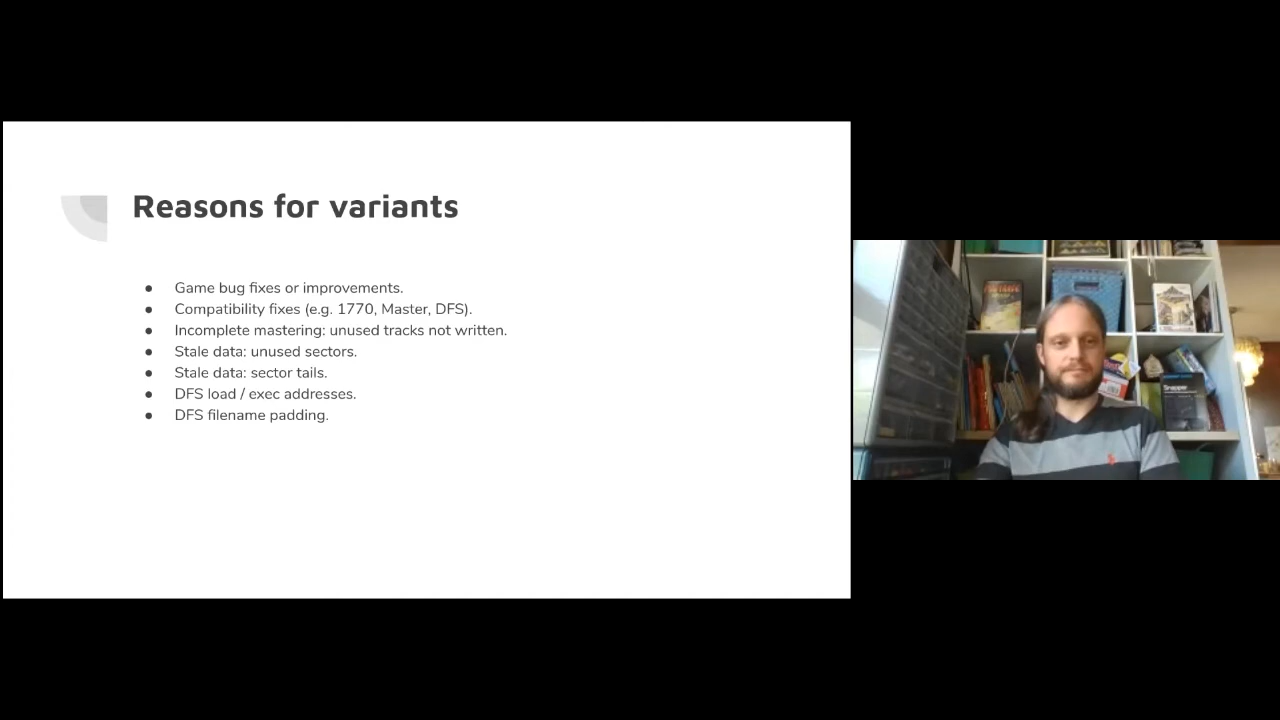 Reasons for variants
● Game bug fixes or improvements.
● Compatibility fixes (e.g. 1770, Master, DFS).
● Incomplete mastering: unused tracks not written.
● Stale data: unused sectors.
● Stale data: sector tails.
● DFS load / exec addresses.
● DFS filename padding.
Snapper